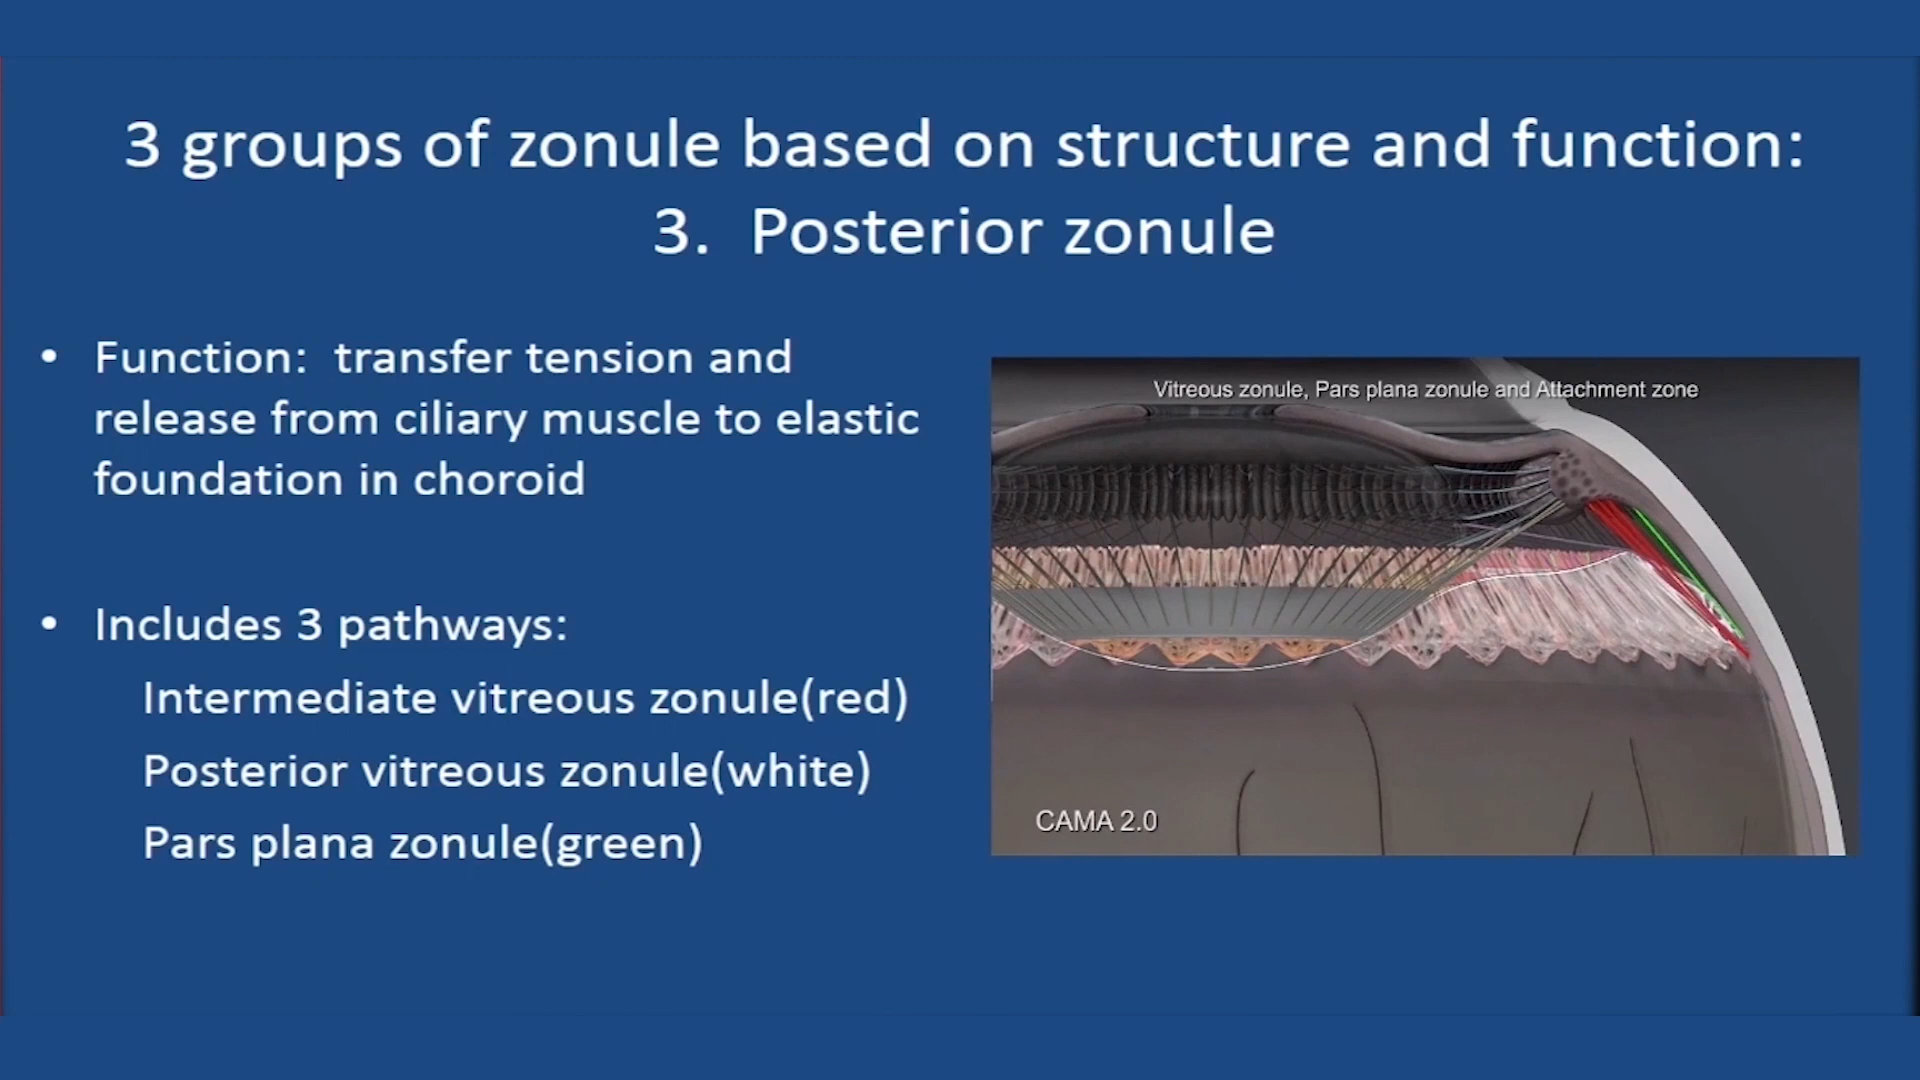 3 groups of zonule based on structure and function:
3. Posterior zonule
• Function: transfer tension and
release from ciliary muscle to elastic
foundation in choroid
• Includes 3 pathways:
Intermediate vitreous zonule(red)
Posterior vitreous zonule(white)
Pars plana zonule(green)
Vitreous zonule, Pars plana zonule and Attachment zone
CAMA 2.0